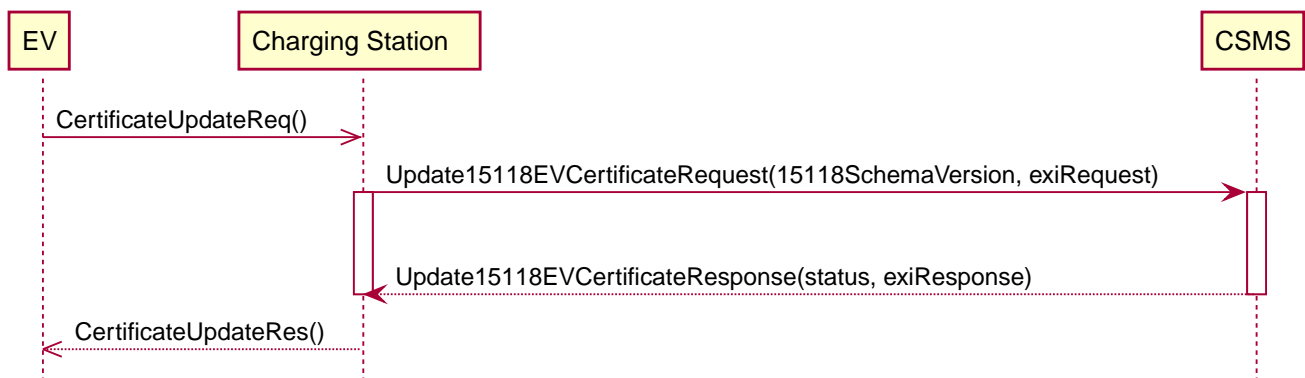 EV
Charging Station
CSMS
CertificateUpdateReq()
Update15118EVCertificateRequest(15118SchemaVersion, exiRequest)
Update15118EVCertificateResponse(status, exiResponse)
CertificateUpdateRes()